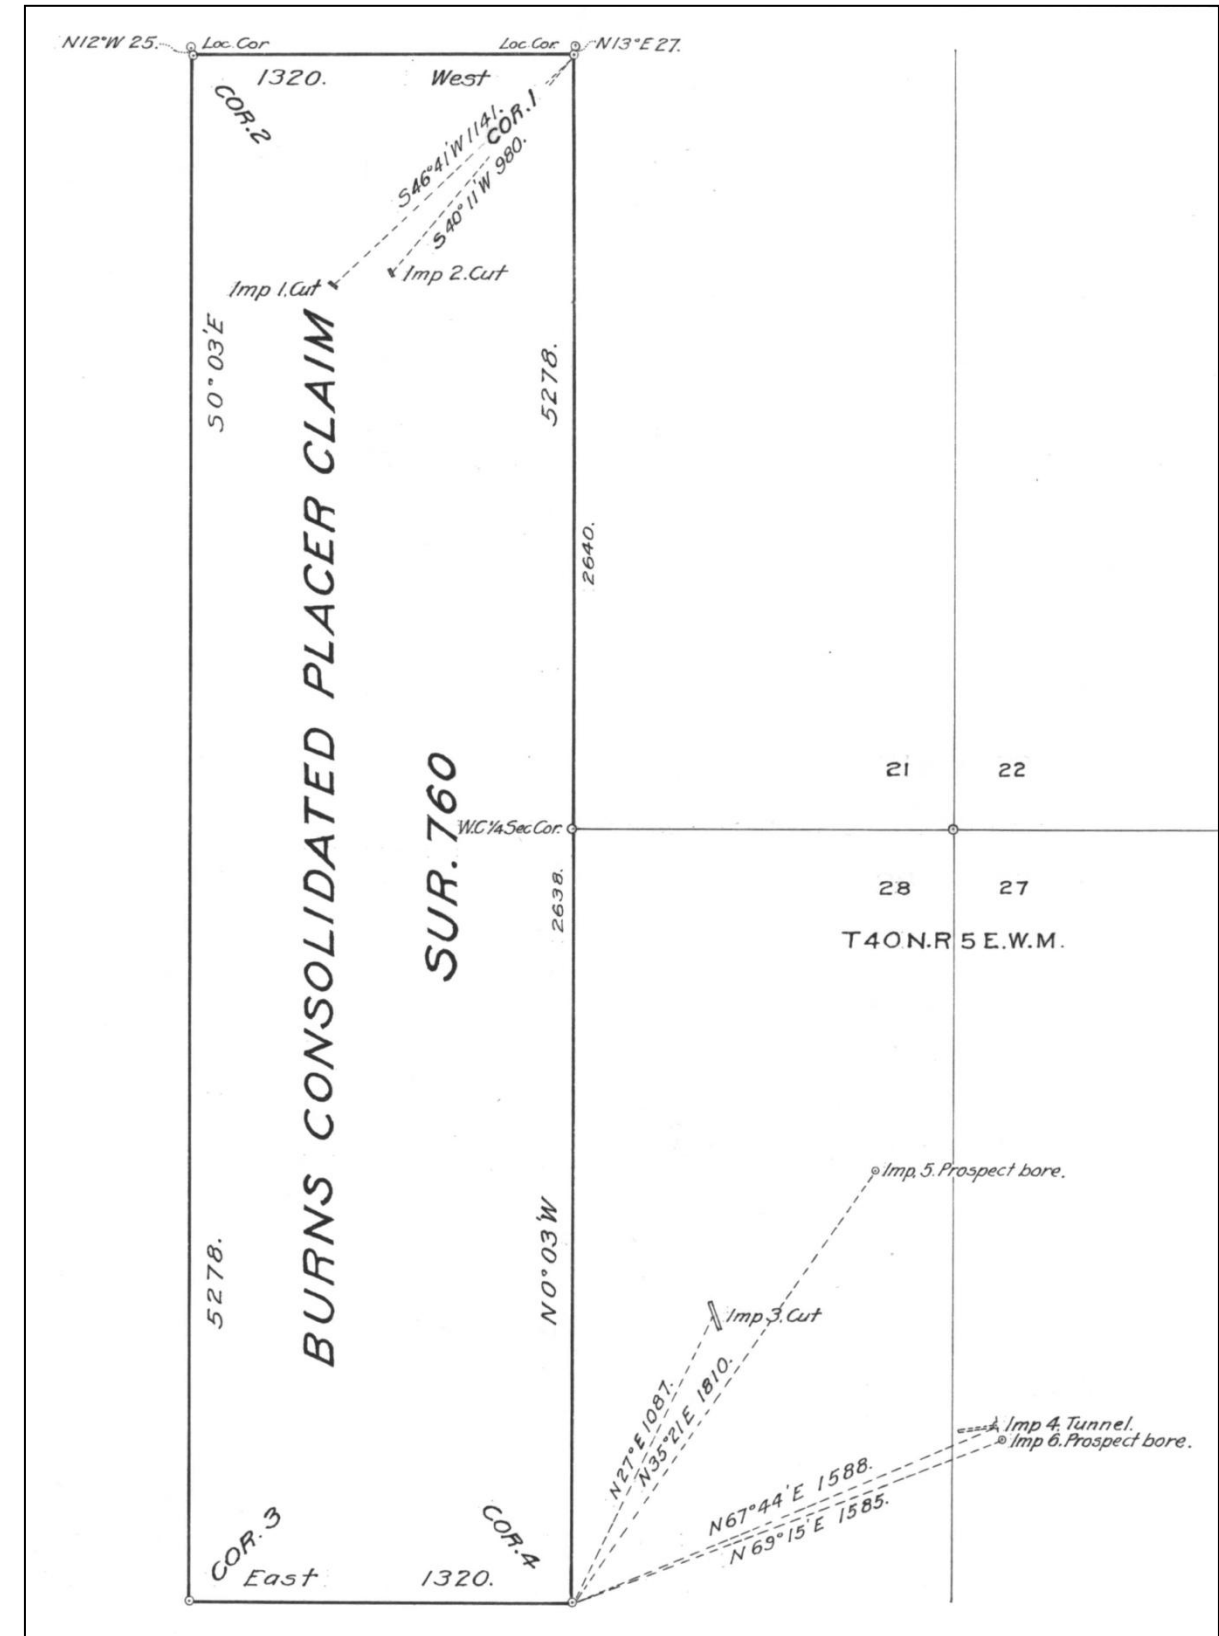 N12°W 25.
Loc. Cor
Loc. Cor.
N13°E 27.
1320.
West
COR.2
COR.1
S46°41'W 1141.
S40°11'W 980.
Imp 1. Cut
Imp 2. Cut
S0°03'E
5278.
BURNS CONSOLIDATED PLACER CLAIM
2640.
SUR. 760
21
22
W.C ¼ Sec Cor.
2638.
28
27
T 40 N. R 5 E. W. M.
Imp. 5. Prospect bore.
N0°03'W
5278.
Imp 3. Cut
N27°E 1087.
N35°21'E 1810.
Imp 4. Tunnel.
Imp 6. Prospect bore.
N67°44'E 1588.
N69°15'E 1585.
COR.3
COR.4
East
1320.